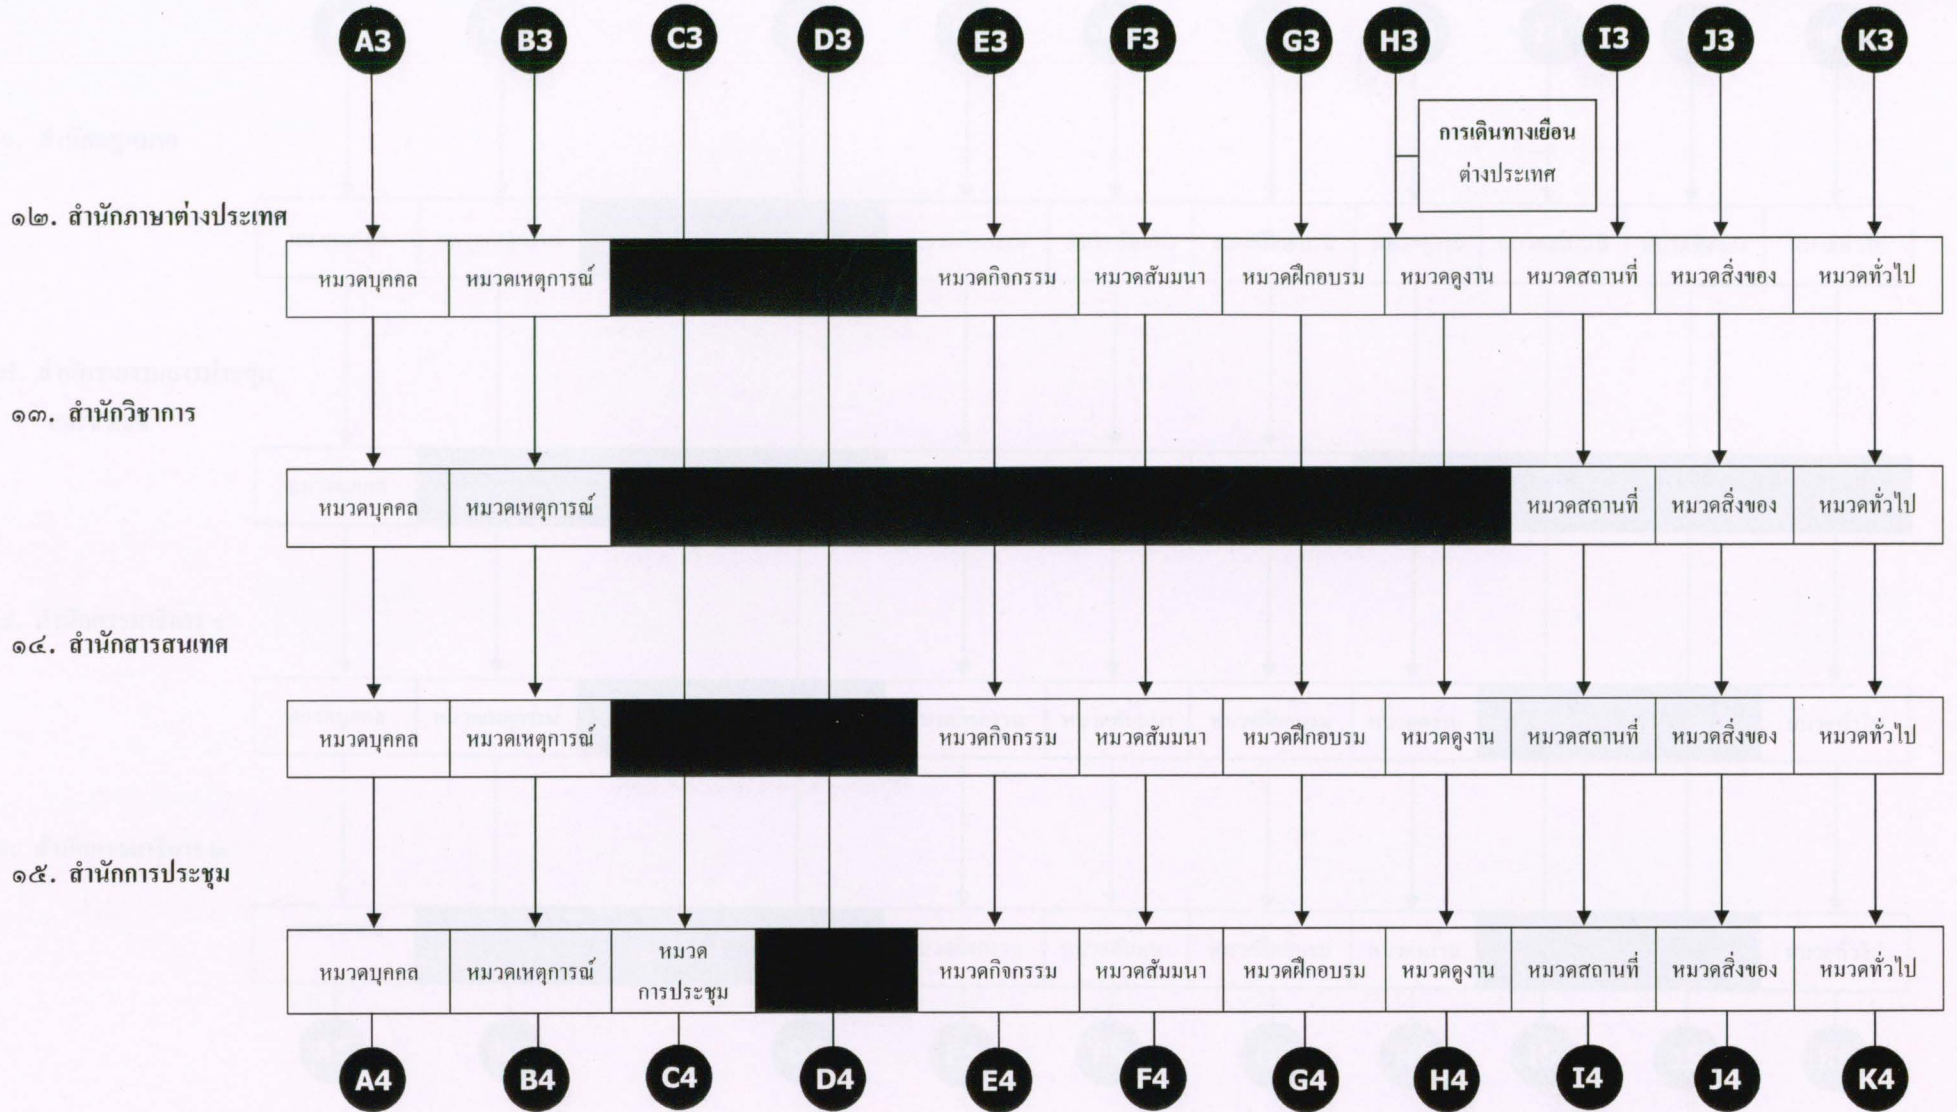 A3 B3 C3 D3 E3 F3 G3 H3 I3 J3 K3
การเดินทางเยือน
ต่างประเทศ
๑๒. สำนักภาษาต่างประเทศ
หมวดบุคคล หมวดเหตุการณ์ หมวดกิจกรรม หมวดสัมมนา หมวดฝึกอบรม หมวดดูงาน หมวดสถานที่ หมวดสิ่งของ หมวดทั่วไป
๑๓. สำนักวิชาการ
หมวดบุคคล หมวดเหตุการณ์ หมวดสถานที่ หมวดสิ่งของ หมวดทั่วไป
๑๔. สำนักสารสนเทศ
หมวดบุคคล หมวดเหตุการณ์ หมวดกิจกรรม หมวดสัมมนา หมวดฝึกอบรม หมวดดูงาน หมวดสถานที่ หมวดสิ่งของ หมวดทั่วไป
๑๕. สำนักการประชุม
หมวดบุคคล หมวดเหตุการณ์ หมวด
การประชุม หมวดกิจกรรม หมวดสัมมนา หมวดฝึกอบรม หมวดดูงาน หมวดสถานที่ หมวดสิ่งของ หมวดทั่วไป
A4 B4 C4 D4 E4 F4 G4 H4 I4 J4 K4